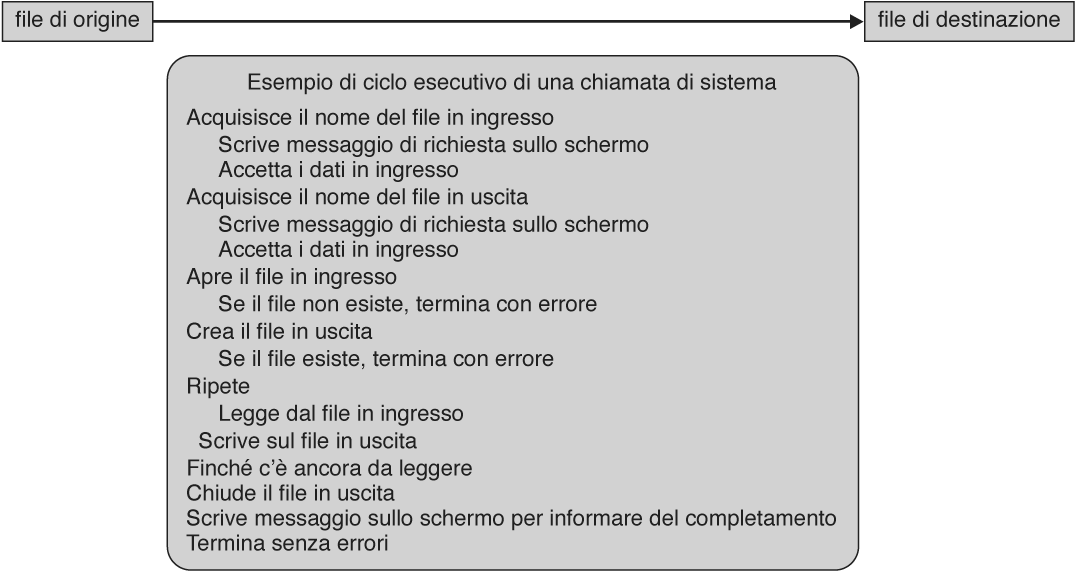 file di origine
file di destinazione
Esempio di ciclo esecutivo di una chiamata di sistema
Acquisisce il nome del file in ingresso
Scrive messaggio di richiesta sullo schermo
Accetta i dati in ingresso
Acquisisce il nome del file in uscita
Scrive messaggio di richiesta sullo schermo
Accetta i dati in ingresso
Apre il file in ingresso
Se il file non esiste, termina con errore
Crea il file in uscita
Se il file esiste, termina con errore
Ripete
Legge dal file in ingresso
Scrive sul file in uscita
Finché c'è ancora da leggere
Chiude il file in uscita
Scrive messaggio sullo schermo per informare del completamento
Termina senza errori